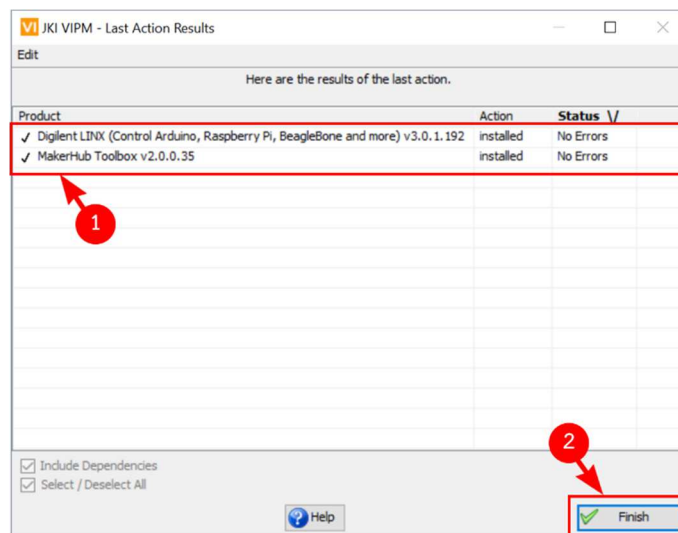 VI JKI VIPM - Last Action Results
Edit
Here are the results of the last action.
Product Action Status \/
Digilent LINX (Control Arduino, Raspberry Pi, BeagleBone and more) v3.0.1.192 installed No Errors
MakerHub Toolbox v2.0.0.35 installed No Errors
1
2
Include Dependencies
Select / Deselect All
? Help Finish